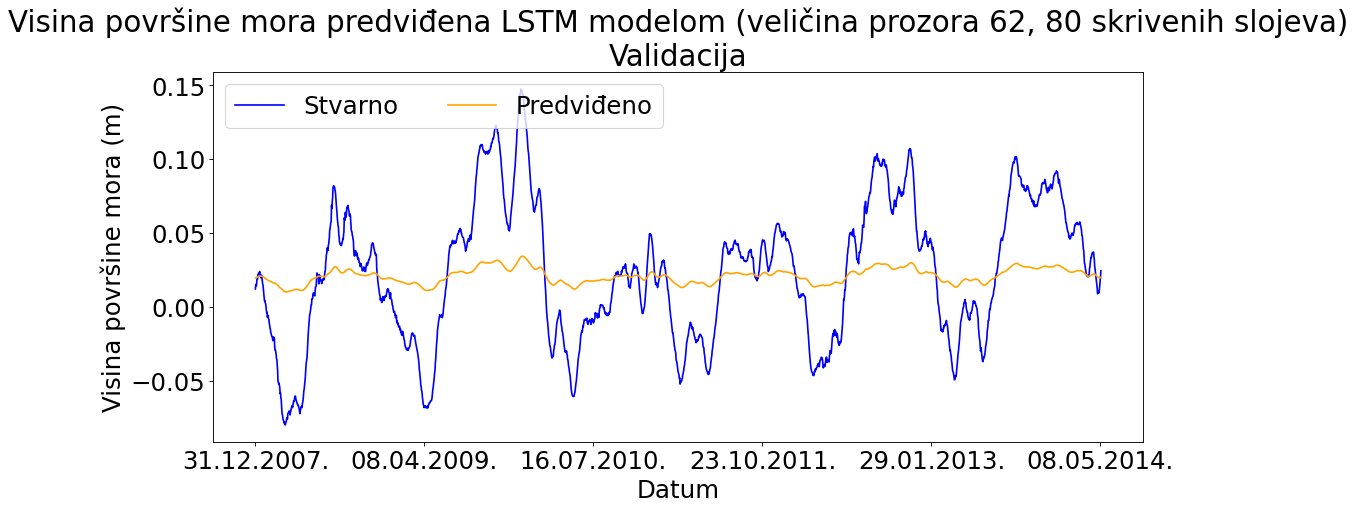 Visina površine mora predviđena LSTM modelom (veličina prozora 62, 80 skrivenih slojeva)
Validacija
Stvarno Predviđeno
0.15
0.10
0.05
0.00
−0.05
Visina površine mora (m)
31.12.2007. 08.04.2009. 16.07.2010. 23.10.2011. 29.01.2013. 08.05.2014.
Datum